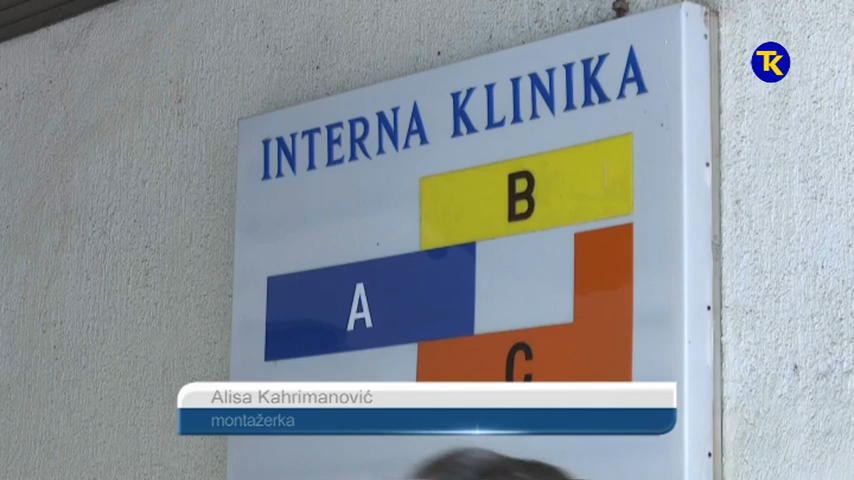 TK
INTERNA KLINIKA
B
A
C
Alisa Kahrimanović
montažerka